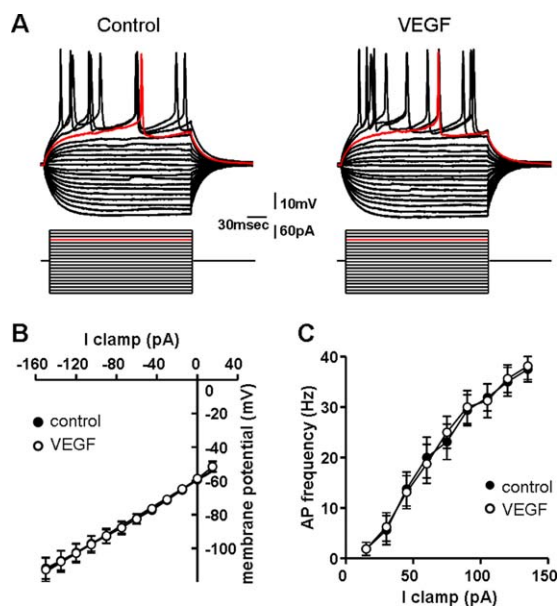 A
Control
VEGF
10mV
30msec
60pA
B
I clamp (pA)
-160 -120 -80 -40 0 40
0
-20
-40
-60
-80
-100
membrane potential (mV)
control
VEGF
C
AP frequency (Hz)
40
30
20
10
0
0 50 100 150
I clamp (pA)
control
VEGF